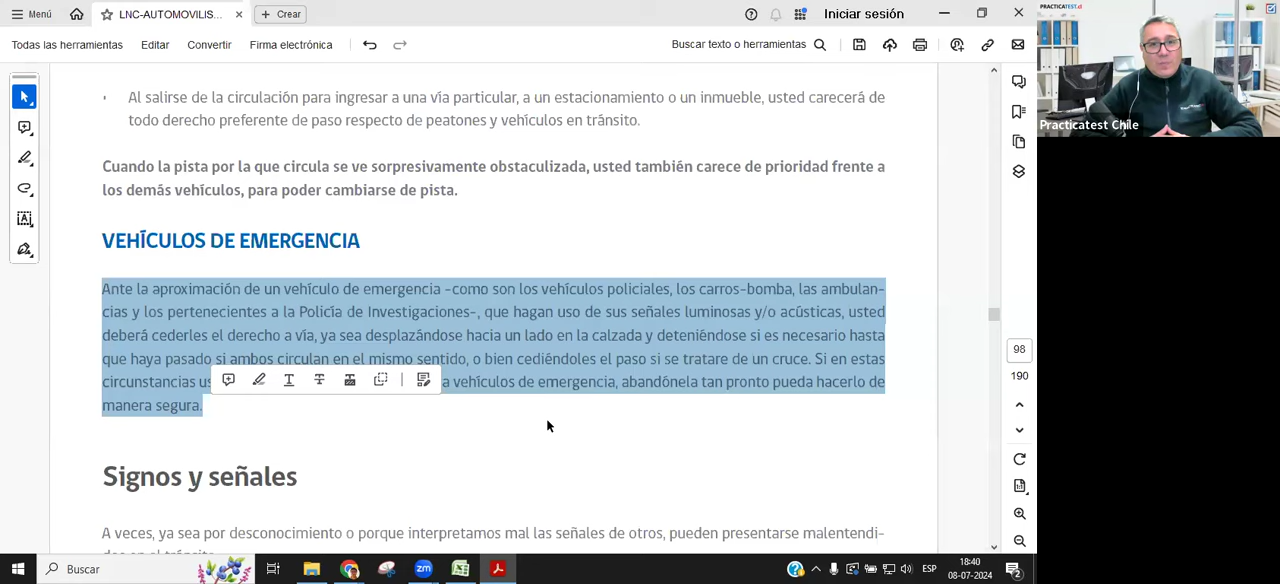 Menú
LNC-AUTOMOVILIS...
Crear
Iniciar sesión
Todas las herramientas
Editar
Convertir
Firma electrónica
Buscar texto o herramientas
Al salirse de la circulación para ingresar a una vía particular, a un estacionamiento o un inmueble, usted carecerá de
todo derecho preferente de paso respecto de peatones y vehículos en tránsito.
Cuando la pista por la que circula se ve sorpresivamente obstaculizada, usted también carece de prioridad frente a
los demás vehículos, para poder cambiarse de pista.
VEHÍCULOS DE EMERGENCIA
Ante la aproximación de un vehículo de emergencia -como son los vehículos policiales, los carros-bomba, las ambulan-
cias y los pertenecientes a la Policía de Investigaciones-, que hagan uso de sus señales luminosas y/o acústicas, usted
deberá cederles el derecho a vía, ya sea desplazándose hacia un lado en la calzada y deteniéndose si es necesario hasta
que haya pasado si ambos circulan en el mismo sentido, o bien cediéndoles el paso si se tratare de un cruce. Si en estas
circunstancias us a vehículos de emergencia, abandónela tan pronto pueda hacerlo de
manera segura.
Signos y señales
A veces, ya sea por desconocimiento o porque interpretamos mal las señales de otros, pueden presentarse malentendi-
dos en el tránsito
98
190
PRACTICATEST.cl
Practicatest Chile
Buscar
ESP
18:40
08-07-2024
2